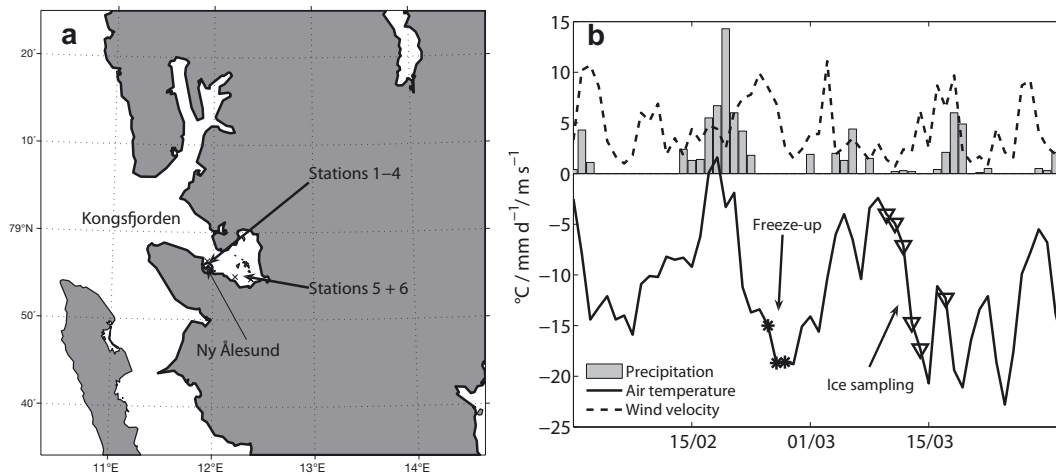 a
20´
10´
79°N
50´
40´
11°E
12°E
13°E
14°E
Kongsfjorden
Stations 1−4
Stations 5 + 6
Ny Ålesund
b
15
10
5
0
−5
−10
−15
−20
−25
°C / mm d⁻¹/ m s⁻¹
Freeze-up
Ice sampling
Precipitation
Air temperature
Wind velocity
15/02
01/03
15/03